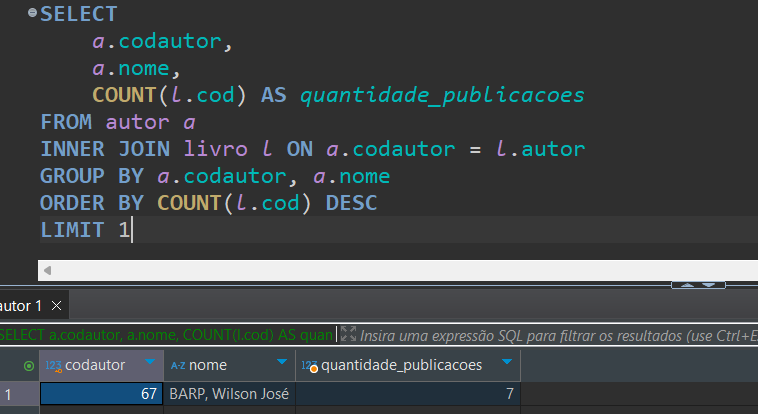 SELECT
a.codautor,
a.nome,
COUNT(l.cod) AS quantidade_publicacoes
FROM autor a
INNER JOIN livro l ON a.codautor = l.autor
GROUP BY a.codautor, a.nome
ORDER BY COUNT(l.cod) DESC
LIMIT 1
autor 1
SELECT a.codautor, a.nome, COUNT(l.cod) AS quan Insira uma expressão SQL para filtrar os resultados (use Ctrl+E
123 codautor A-Z nome 123 quantidade_publicacoes
1 67 BARP, Wilson José 7